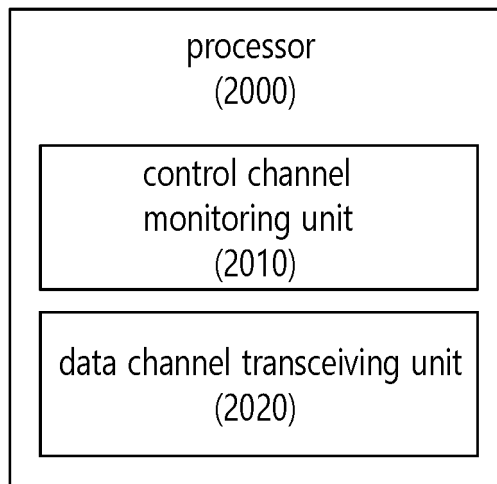 processor
(2000)
control channel
monitoring unit
(2010)
data channel transceiving unit
(2020)